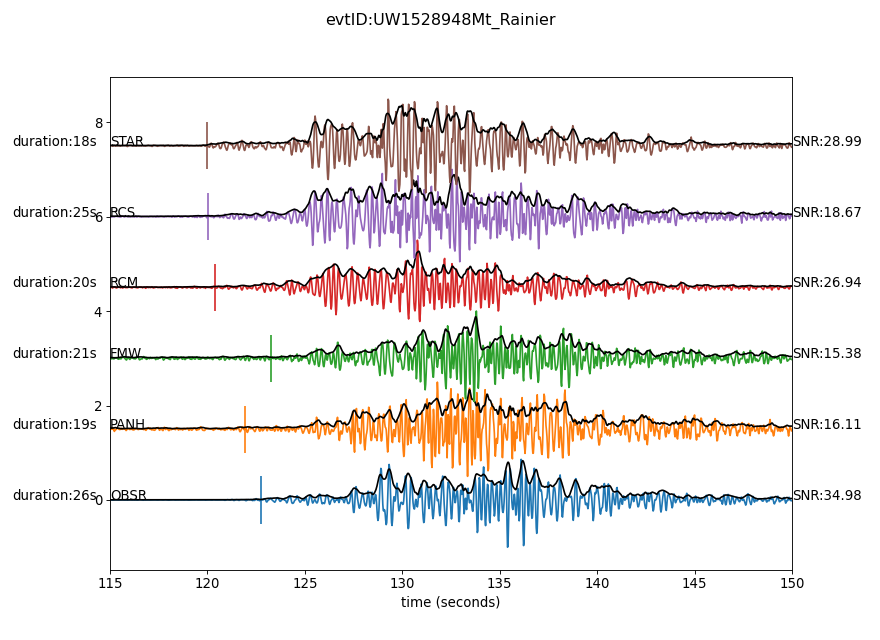 evtID:UW1528948Mt_Rainier
8
duration:18s STAR SNR:28.99
duration:25s 6 RCS SNR:18.67
duration:20s RCM SNR:26.94
4
duration:21s FMW SNR:15.38
2
duration:19s PANH SNR:16.11
duration:26s 0 OBSR SNR:34.98
115 120 125 130 135 140 145 150
time (seconds)